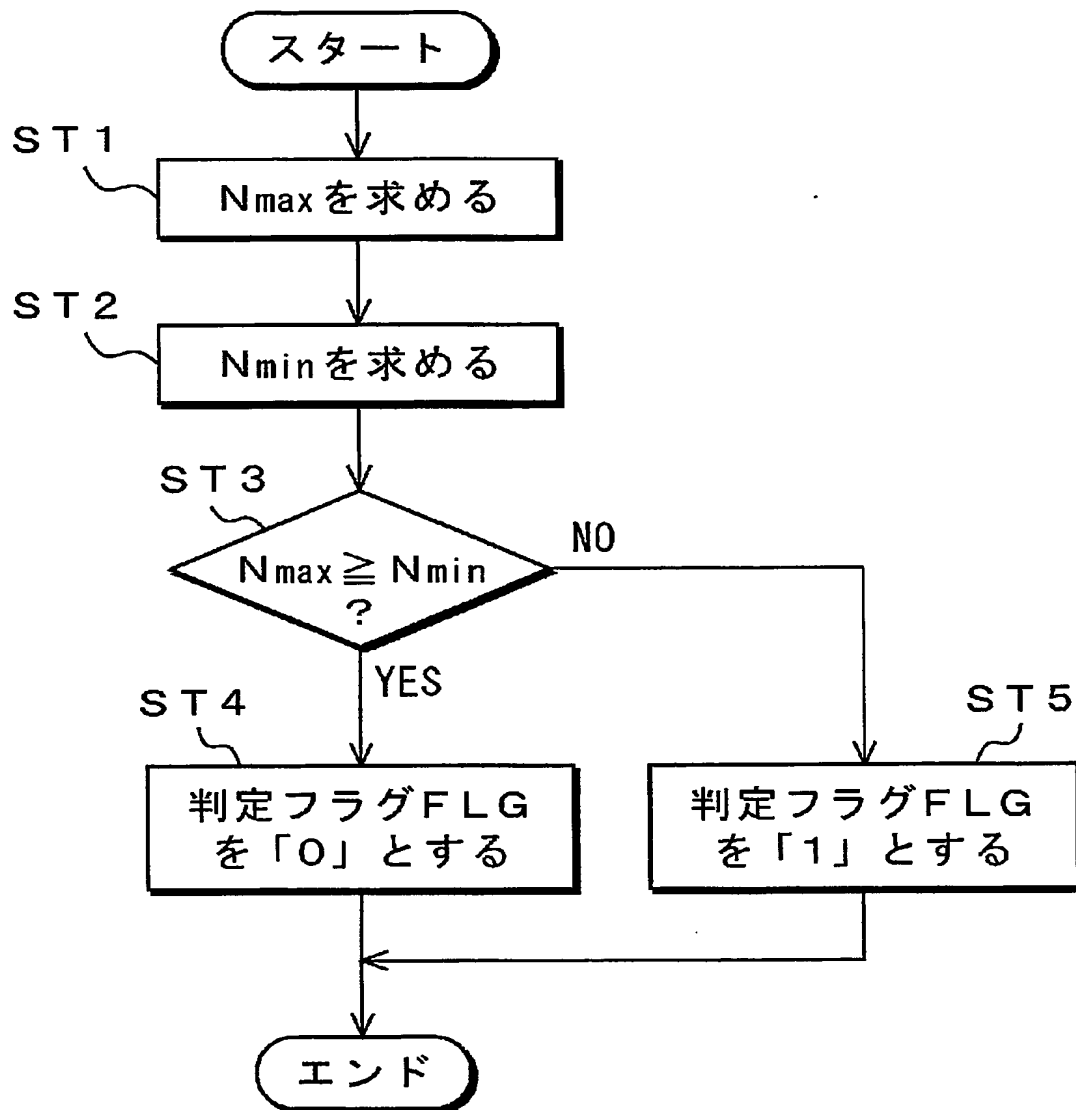 スタート
ST1
Nmaxを求める
ST2
Nminを求める
ST3
Nmax≧Nmin
?
NO
YES
ST4
判定フラグFLG
を「0」とする
ST5
判定フラグFLG
を「1」とする
エンド